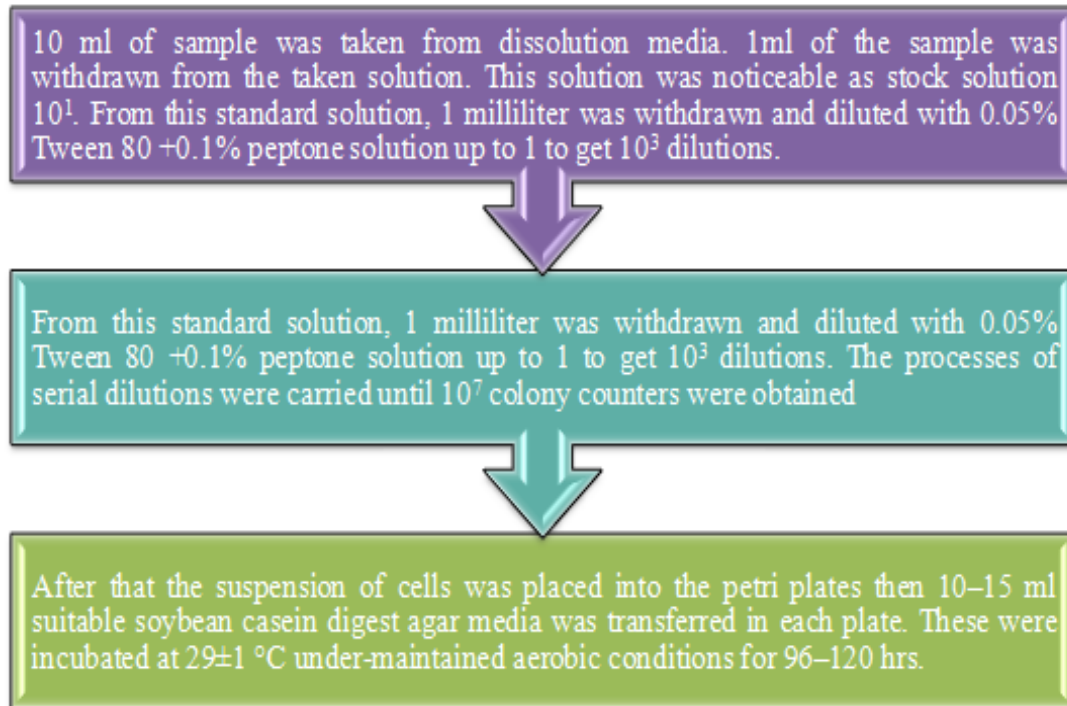 10 ml of sample was taken from dissolution media. 1ml of the sample was
withdrawn from the taken solution. This solution was noticeable as stock solution
10¹. From this standard solution, 1 milliliter was withdrawn and diluted with 0.05%
Tween 80 +0.1% peptone solution up to 1 to get 10³ dilutions.
From this standard solution, 1 milliliter was withdrawn and diluted with 0.05%
Tween 80 +0.1% peptone solution up to 1 to get 10³ dilutions. The processes of
serial dilutions were carried until 10⁷ colony counters were obtained
After that the suspension of cells was placed into the petri plates then 10–15 ml
suitable soybean casein digest agar media was transferred in each plate. These were
incubated at 29±1 °C under-maintained aerobic conditions for 96–120 hrs.